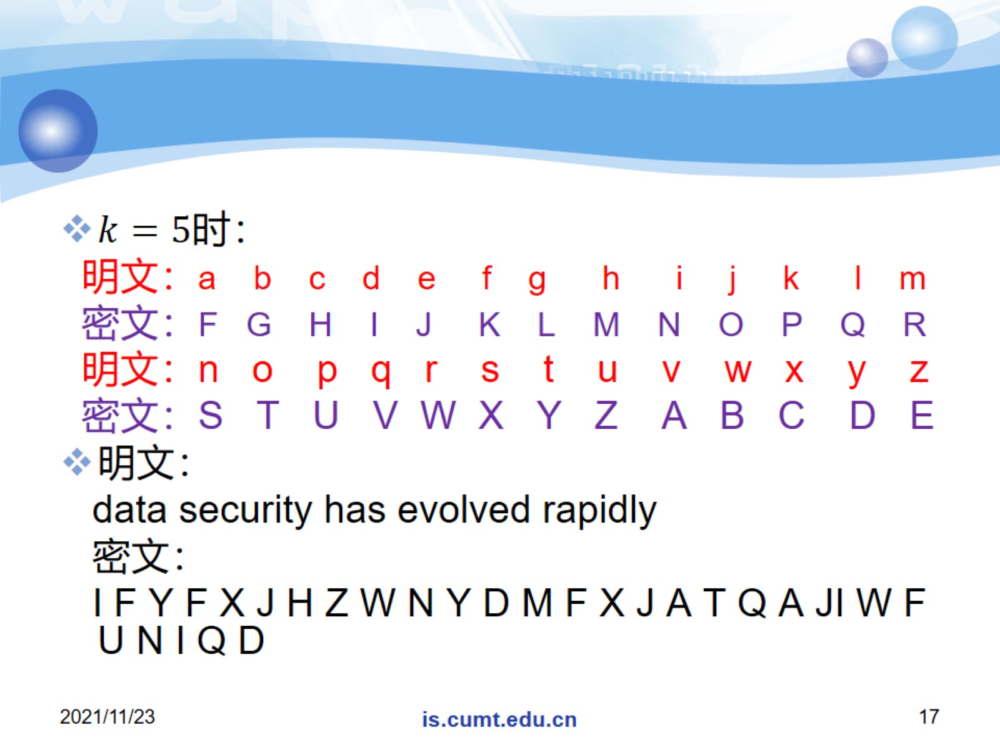 k = 5时：
明文：a b c d e f g h i j k l m
密文：F G H I J K L M N O P Q R
明文：n o p q r s t u v w x y z
密文：S T U V W X Y Z A B C D E
明文：
data security has evolved rapidly
密文：
I F Y F X J H Z W N Y D M F X J A T Q A JI W F
U N I Q D
2021/11/23
is.cumt.edu.cn
17